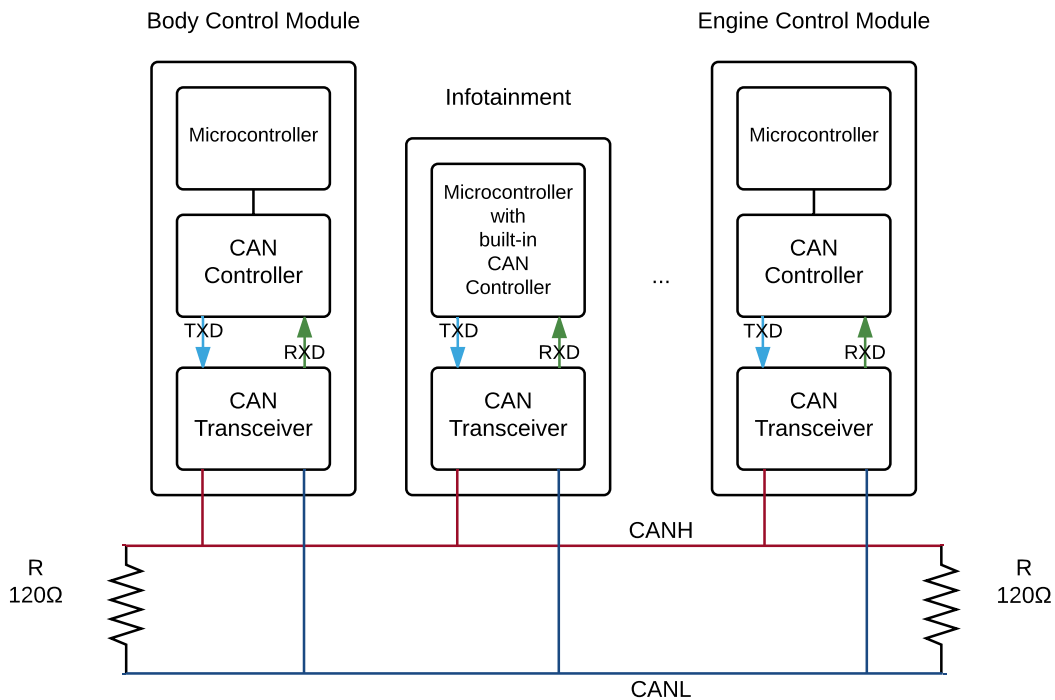 Body Control Module
Engine Control Module
Infotainment
Microcontroller
CAN
Controller
TXD
RXD
CAN
Transceiver
Microcontroller
with
built-in
CAN
Controller
TXD
RXD
CAN
Transceiver
...
Microcontroller
CAN
Controller
TXD
RXD
CAN
Transceiver
CANH
R
120Ω
R
120Ω
CANL